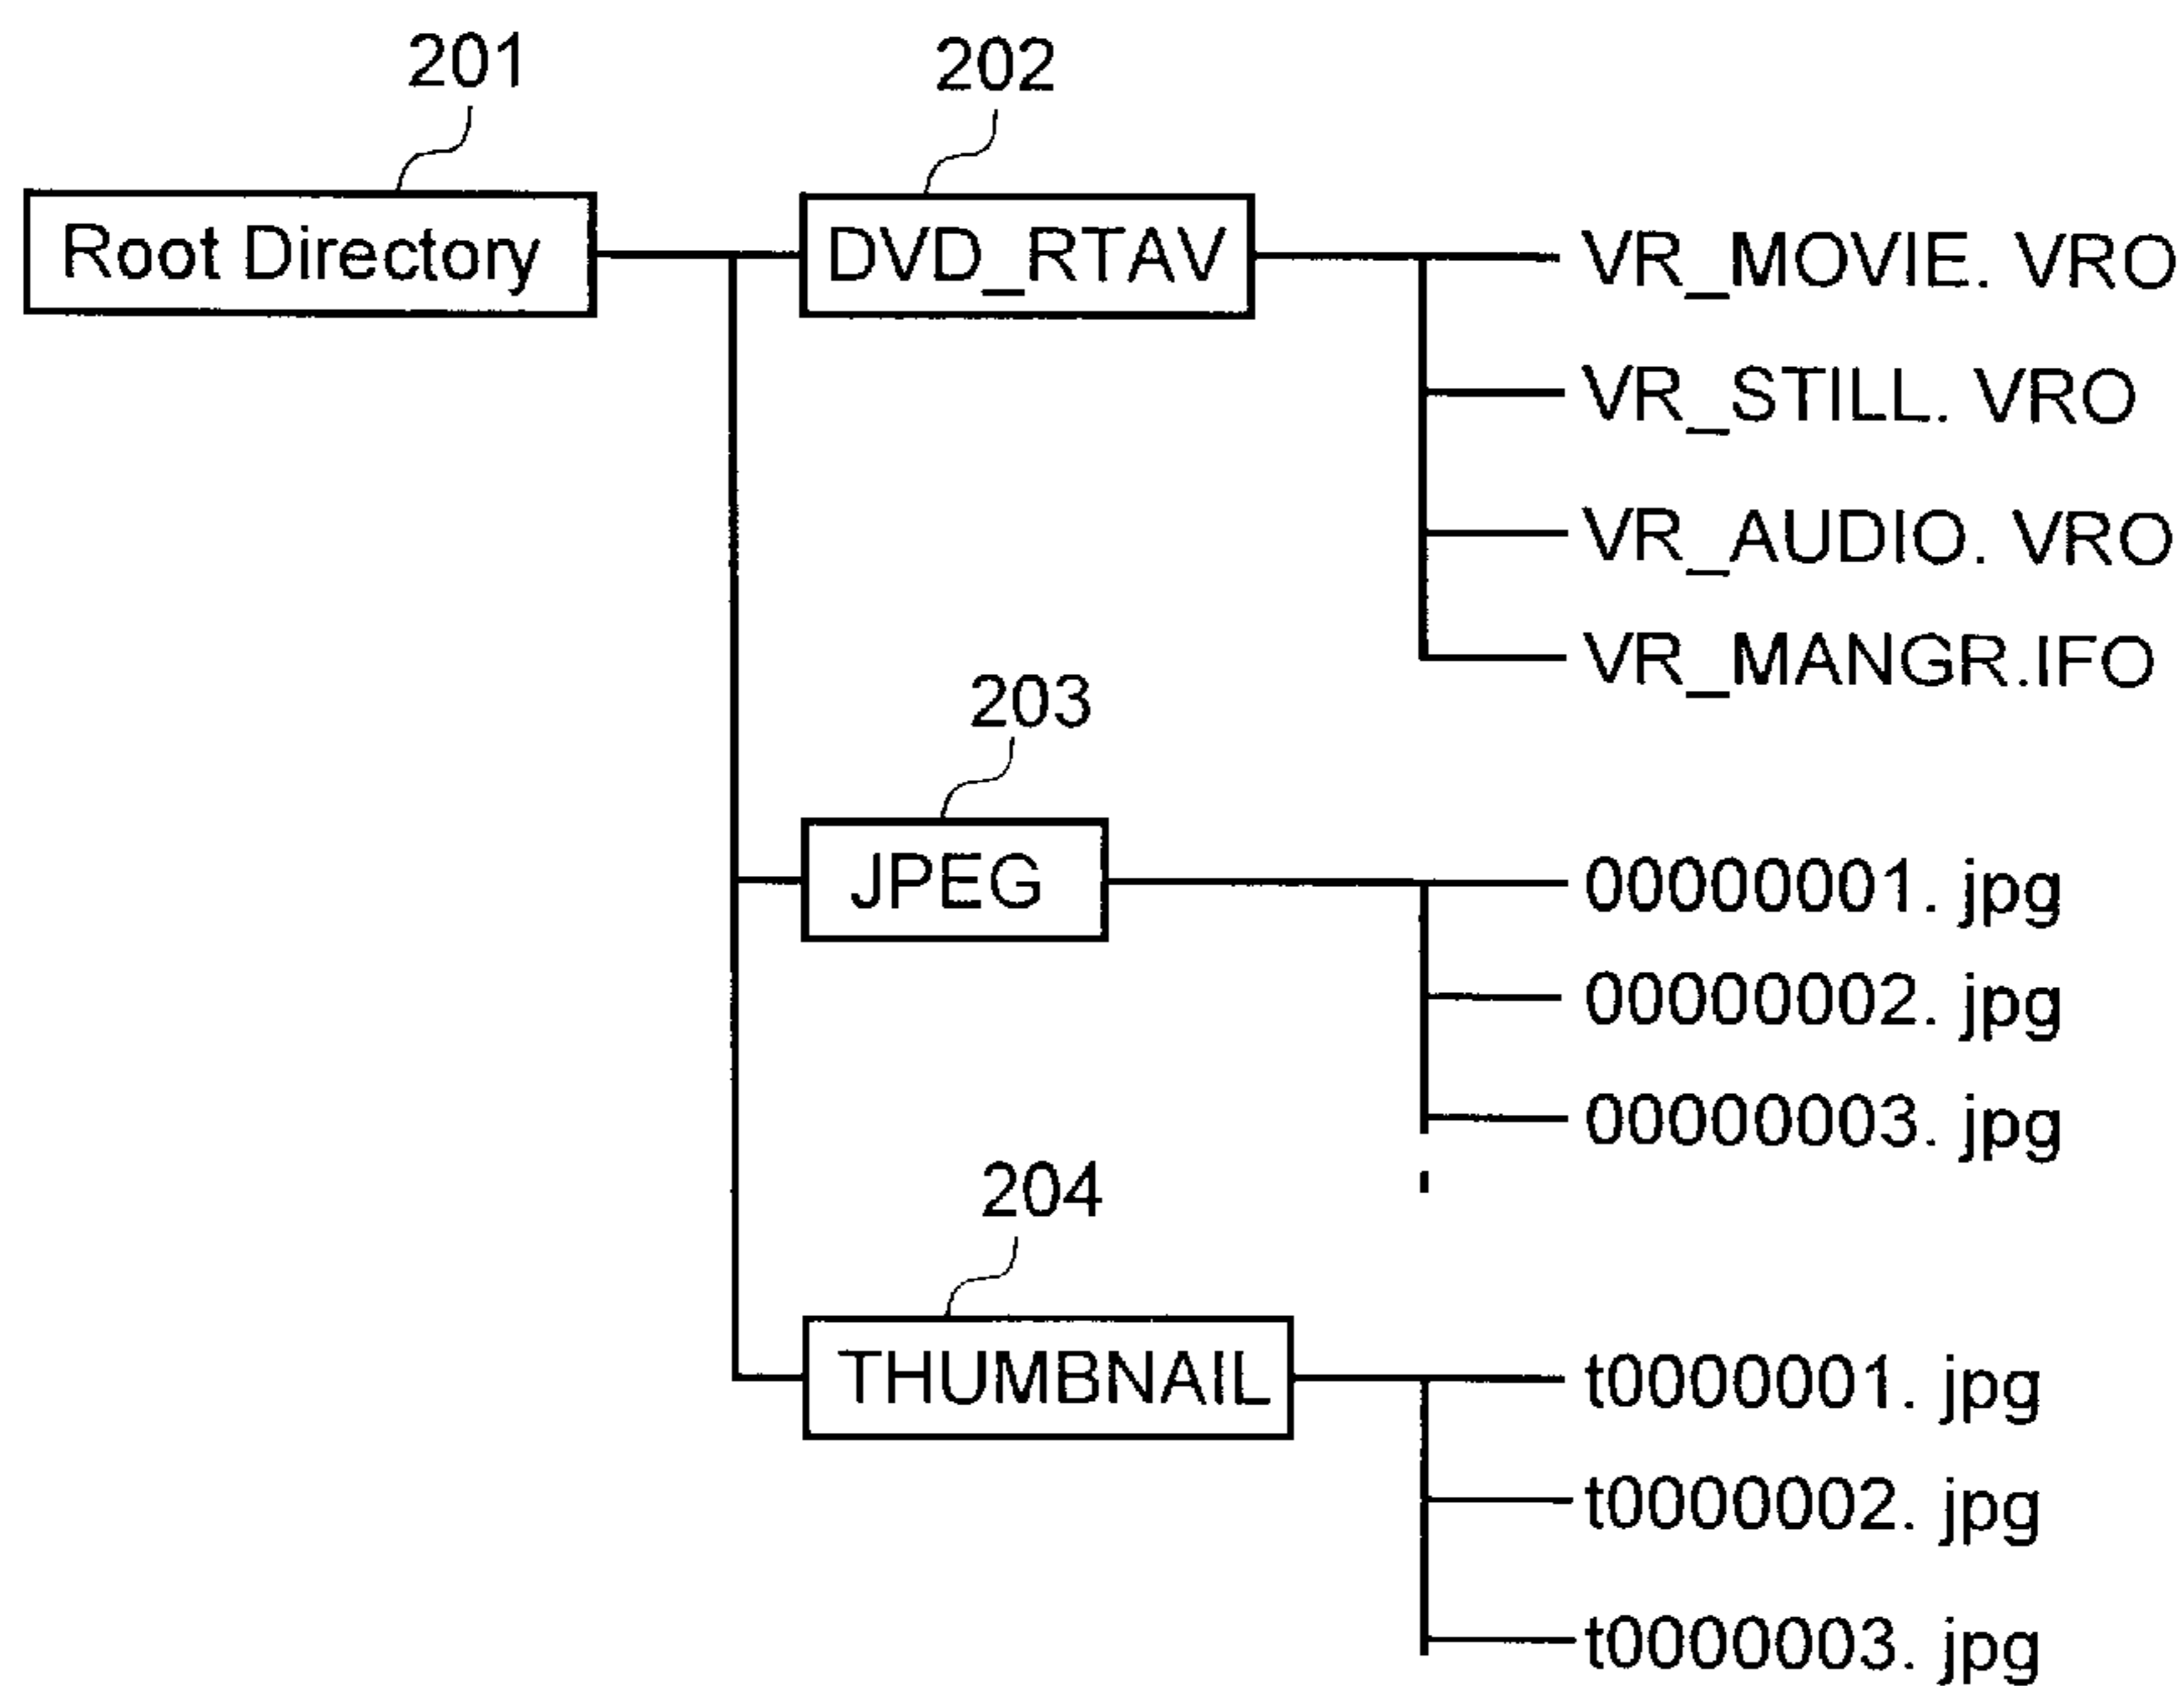 201
202
Root Directory
DVD_RTAV
VR_MOVIE. VRO
VR_STILL. VRO
VR_AUDIO. VRO
VR_MANGR.IFO
203
JPEG
00000001. jpg
00000002. jpg
00000003. jpg
204
THUMBNAIL
t0000001. jpg
t0000002. jpg
t0000003. jpg